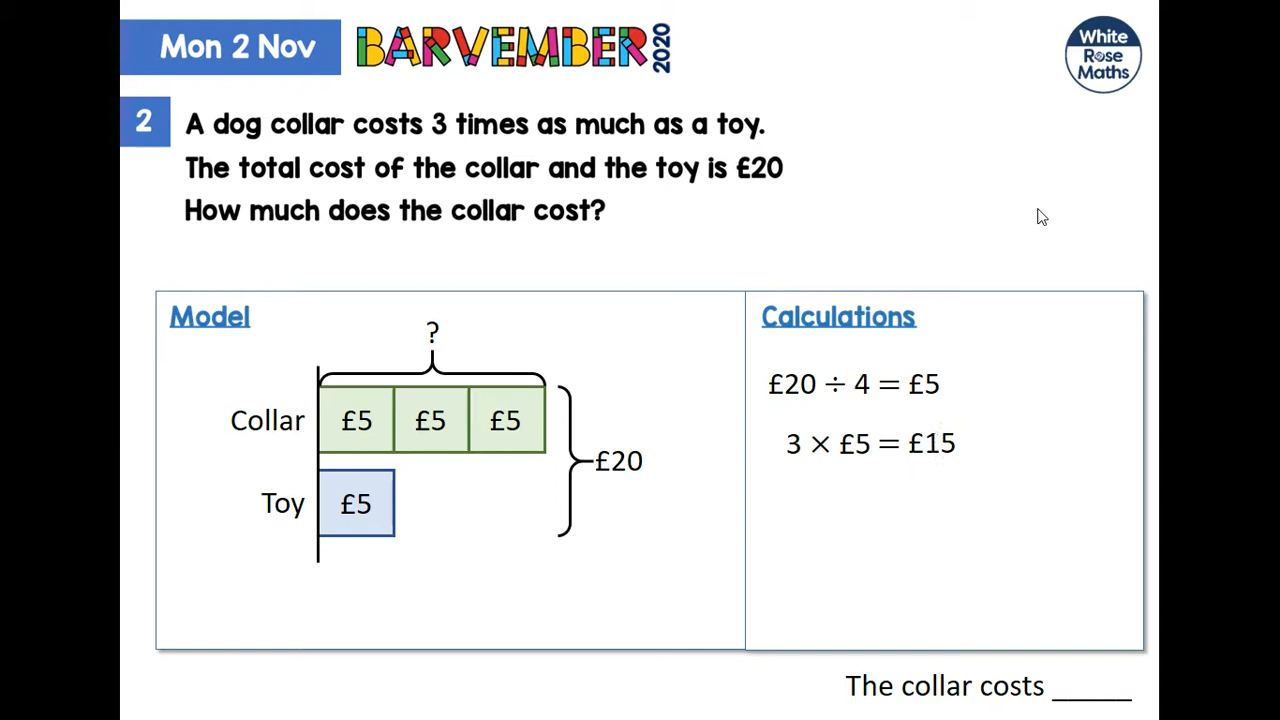 Mon 2 Nov
BARVEMBER 2020
White
Rose
Maths
2
A dog collar costs 3 times as much as a toy.
The total cost of the collar and the toy is £20
How much does the collar cost?
Model
?
Collar £5 £5 £5
£20
Toy £5
Calculations
£20 ÷ 4 = £5
3 × £5 = £15
The collar costs _____